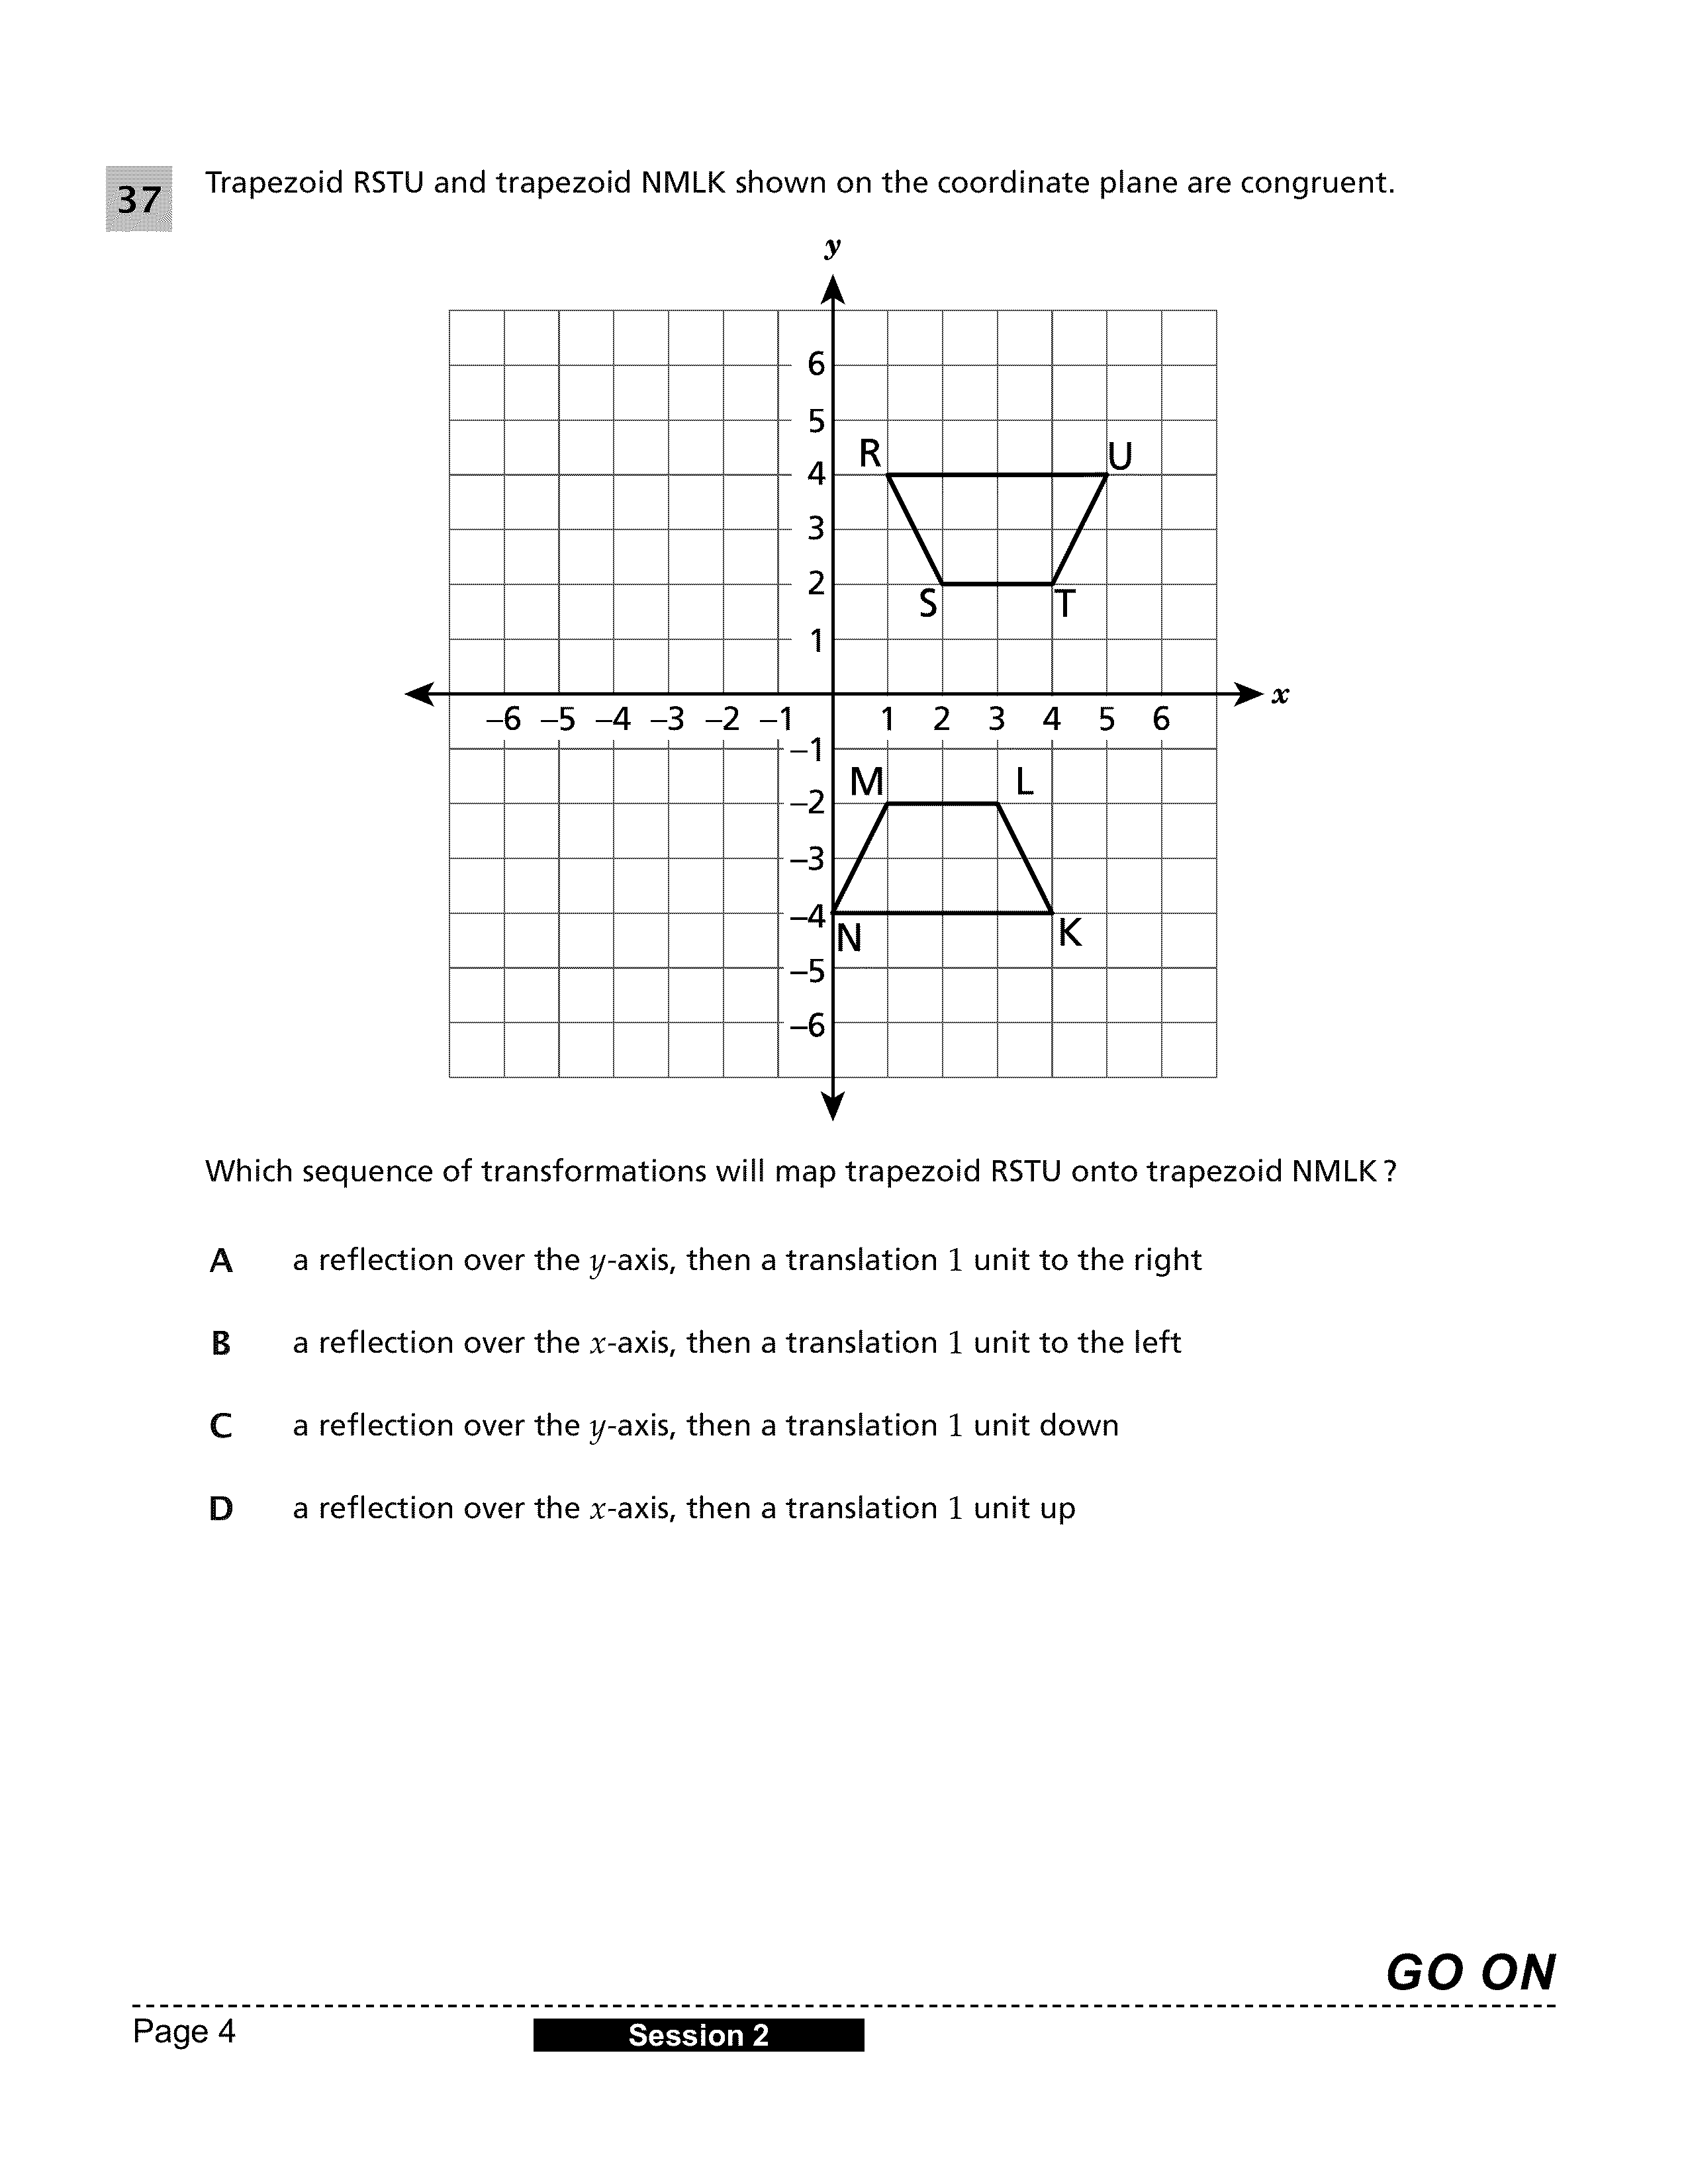 37
Trapezoid RSTU and trapezoid NMLK shown on the coordinate plane are congruent.
y
6
5
R U
4
3
2
S T
1
x
–6 –5 –4 –3 –2 –1 1 2 3 4 5 6
–1
M L
–2
–3
–4
N K
–5
–6
Which sequence of transformations will map trapezoid RSTU onto trapezoid NMLK ?
A a reflection over the y-axis, then a translation 1 unit to the right
B a reflection over the x-axis, then a translation 1 unit to the left
C a reflection over the y-axis, then a translation 1 unit down
D a reflection over the x-axis, then a translation 1 unit up
GO ON
Page 4 Session 2